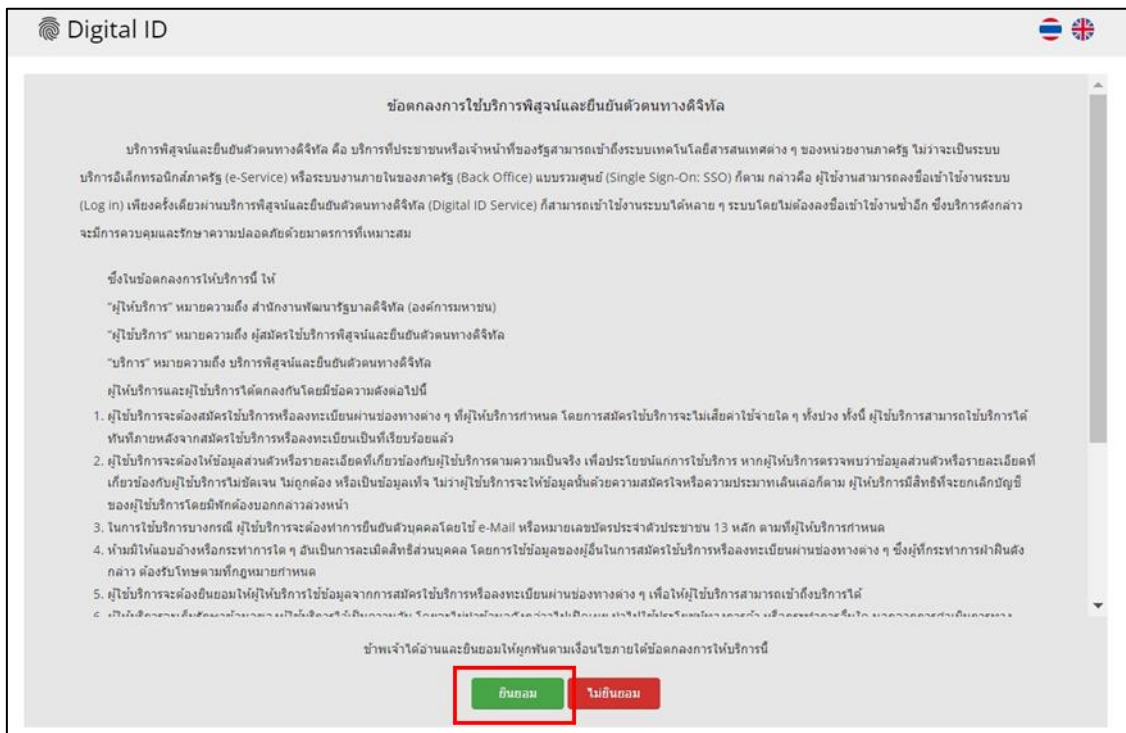 Digital ID
ข้อตกลงการใช้บริการพิสูจน์และยืนยันตัวตนทางดิจิทัล
บริการพิสูจน์และยืนยันตัวตนทางดิจิทัล คือ บริการที่ประชาชนหรือเจ้าหน้าที่ของรัฐสามารถเข้าถึงระบบเทคโนโลยีสารสนเทศต่าง ๆ ของหน่วยงานภาครัฐ ไม่ว่าจะเป็นระบบ
บริการอิเล็กทรอนิกส์ภาครัฐ (e-Service) หรือระบบงานภายในของภาครัฐ (Back Office) แบบรวมศูนย์ (Single Sign-On: SSO) ก็ตาม กล่าวคือ ผู้ใช้งานสามารถลงชื่อเข้าใช้งานระบบ
(Log in) เพียงครั้งเดียวผ่านบริการพิสูจน์และยืนยันตัวตนทางดิจิทัล (Digital ID Service) ก็สามารถเข้าใช้งานระบบได้หลาย ๆ ระบบโดยไม่ต้องลงชื่อเข้าใช้งานซ้ำอีก ซึ่งบริการดังกล่าว
จะมีการควบคุมและรักษาความปลอดภัยด้วยมาตรการที่เหมาะสม
ซึ่งในข้อตกลงการให้บริการนี้ ให้
"ผู้ให้บริการ" หมายความถึง สำนักงานพัฒนารัฐบาลดิจิทัล (องค์การมหาชน)
"ผู้ใช้บริการ" หมายความถึง ผู้สมัครใช้บริการพิสูจน์และยืนยันตัวตนทางดิจิทัล
"บริการ" หมายความถึง บริการพิสูจน์และยืนยันตัวตนทางดิจิทัล
ผู้ให้บริการและผู้ใช้บริการได้ตกลงกันโดยมีข้อความดังต่อไปนี้
1. ผู้ใช้บริการจะต้องสมัครใช้บริการหรือลงทะเบียนผ่านช่องทางต่าง ๆ ที่ผู้ให้บริการกำหนด โดยการสมัครใช้บริการจะไม่เสียค่าใช้จ่ายใด ๆ ทั้งปวง ทั้งนี้ ผู้ใช้บริการสามารถใช้บริการได้
ทันทีภายหลังจากสมัครใช้บริการหรือลงทะเบียนเป็นที่เรียบร้อยแล้ว
2. ผู้ใช้บริการจะต้องให้ข้อมูลส่วนตัวหรือรายละเอียดที่เกี่ยวข้องกับผู้ใช้บริการตามความเป็นจริง เพื่อประโยชน์แก่การใช้บริการ หากผู้ให้บริการตรวจพบว่าข้อมูลส่วนตัวหรือรายละเอียดที่
เกี่ยวข้องกับผู้ใช้บริการไม่ชัดเจน ไม่ถูกต้อง หรือเป็นข้อมูลเท็จ ไม่ว่าผู้ใช้บริการจะให้ข้อมูลนั้นด้วยความสมัครใจหรือความประมาทเลินเล่อก็ตาม ผู้ให้บริการมีสิทธิที่จะยกเลิกบัญชี
ของผู้ใช้บริการโดยมิพักต้องบอกกล่าวล่วงหน้า
3. ในการใช้บริการบางกรณี ผู้ใช้บริการจะต้องทำการยืนยันตัวบุคคลโดยใช้ e-Mail หรือหมายเลขบัตรประจำตัวประชาชน 13 หลัก ตามที่ผู้ให้บริการกำหนด
4. ห้ามมิให้แอบอ้างหรือกระทำการใด ๆ อันเป็นการละเมิดสิทธิส่วนบุคคล โดยการใช้ข้อมูลของผู้อื่นในการสมัครใช้บริการหรือลงทะเบียนผ่านช่องทางต่าง ๆ ซึ่งผู้ที่กระทำการฝ่าฝืนดัง
กล่าว ต้องรับโทษตามที่กฎหมายกำหนด
5. ผู้ใช้บริการจะต้องยินยอมให้ผู้ให้บริการใช้ข้อมูลจากการสมัครใช้บริการหรือลงทะเบียนผ่านช่องทางต่าง ๆ เพื่อให้ผู้ใช้บริการสามารถเข้าถึงบริการได้
ข้าพเจ้าได้อ่านและยินยอมให้ผูกพันตามเงื่อนไขภายใต้ข้อตกลงการให้บริการนี้
ยินยอม
ไม่ยินยอม